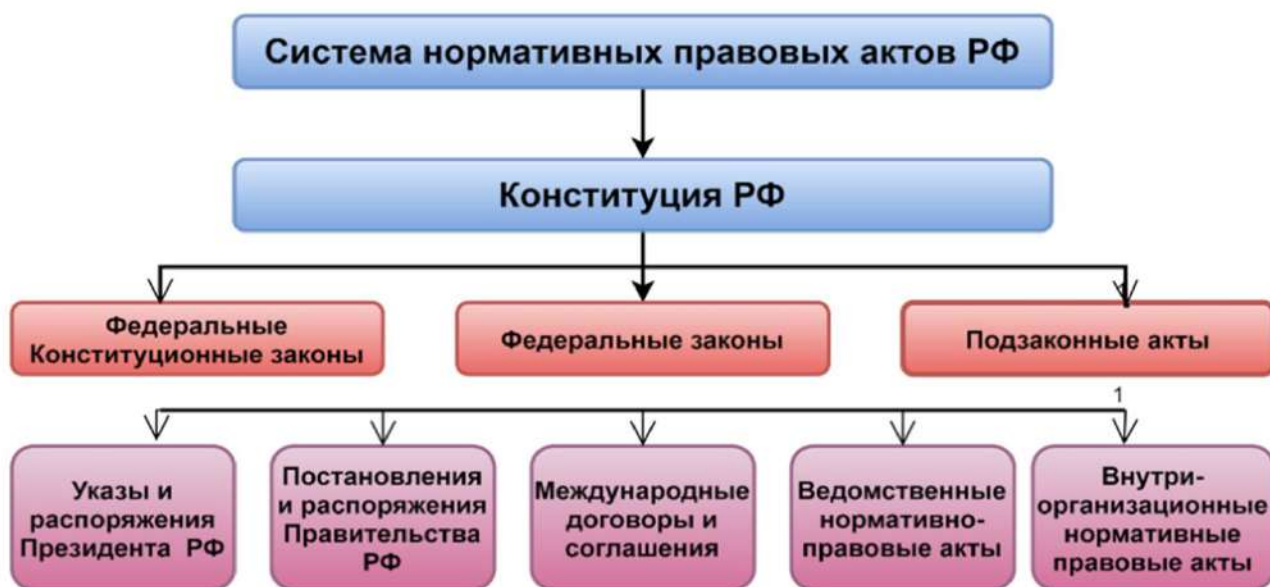 Система нормативных правовых актов РФ
Конституция РФ
Федеральные
Конституционные законы
Федеральные законы
Подзаконные акты
1
Указы и
распоряжения
Президента РФ
Постановления
и распоряжения
Правительства
РФ
Международные
договоры и
соглашения
Ведомственные
нормативно-
правовые акты
Внутри-
организационные
нормативные
правовые акты